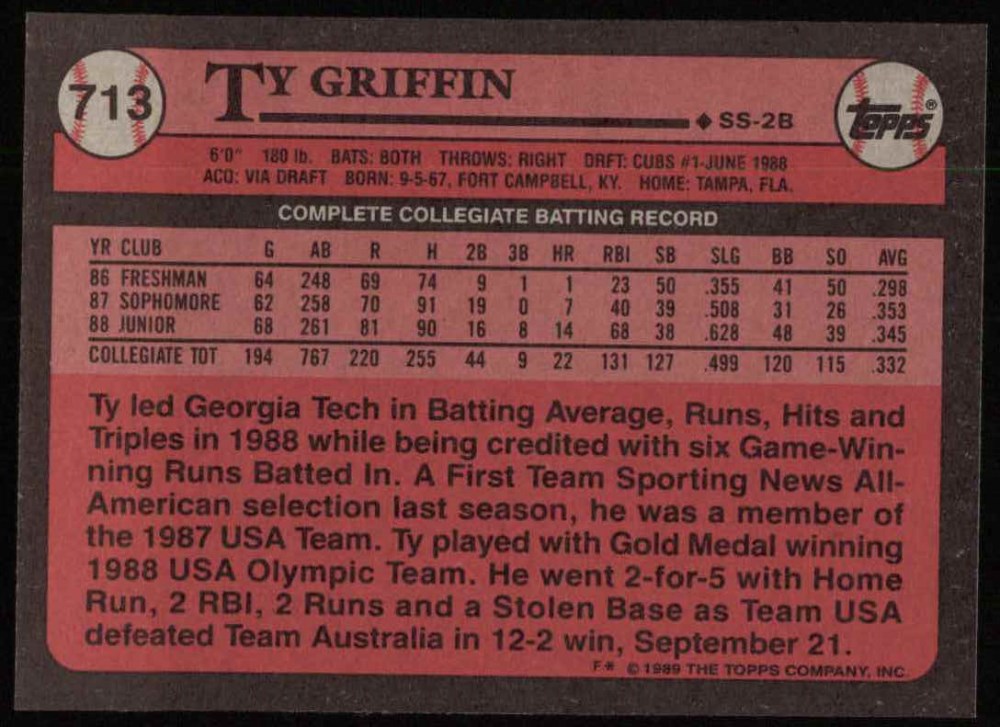 713
TY GRIFFIN
◆ SS-2B
TOPPS®
6'0" 180 lb. BATS: BOTH THROWS: RIGHT DRFT: CUBS #1-JUNE 1988
ACQ: VIA DRAFT BORN: 9-5-67, FORT CAMPBELL, KY. HOME: TAMPA, FLA.
COMPLETE COLLEGIATE BATTING RECORD
YR CLUB G AB R H 2B 3B HR RBI SB SLG BB SO AVG
86 FRESHMAN 64 248 69 74 9 1 1 23 50 .355 41 50 .298
87 SOPHOMORE 62 258 70 91 19 0 7 40 39 .508 31 26 .353
88 JUNIOR 68 261 81 90 16 8 14 68 38 .628 48 39 .345
COLLEGIATE TOT 194 767 220 255 44 9 22 131 127 .499 120 115 .332
Ty led Georgia Tech in Batting Average, Runs, Hits and
Triples in 1988 while being credited with six Game-Win-
ning Runs Batted In. A First Team Sporting News All-
American selection last season, he was a member of
the 1987 USA Team. Ty played with Gold Medal winning
1988 USA Olympic Team. He went 2-for-5 with Home
Run, 2 RBI, 2 Runs and a Stolen Base as Team USA
defeated Team Australia in 12-2 win, September 21.
F* © 1989 THE TOPPS COMPANY, INC.